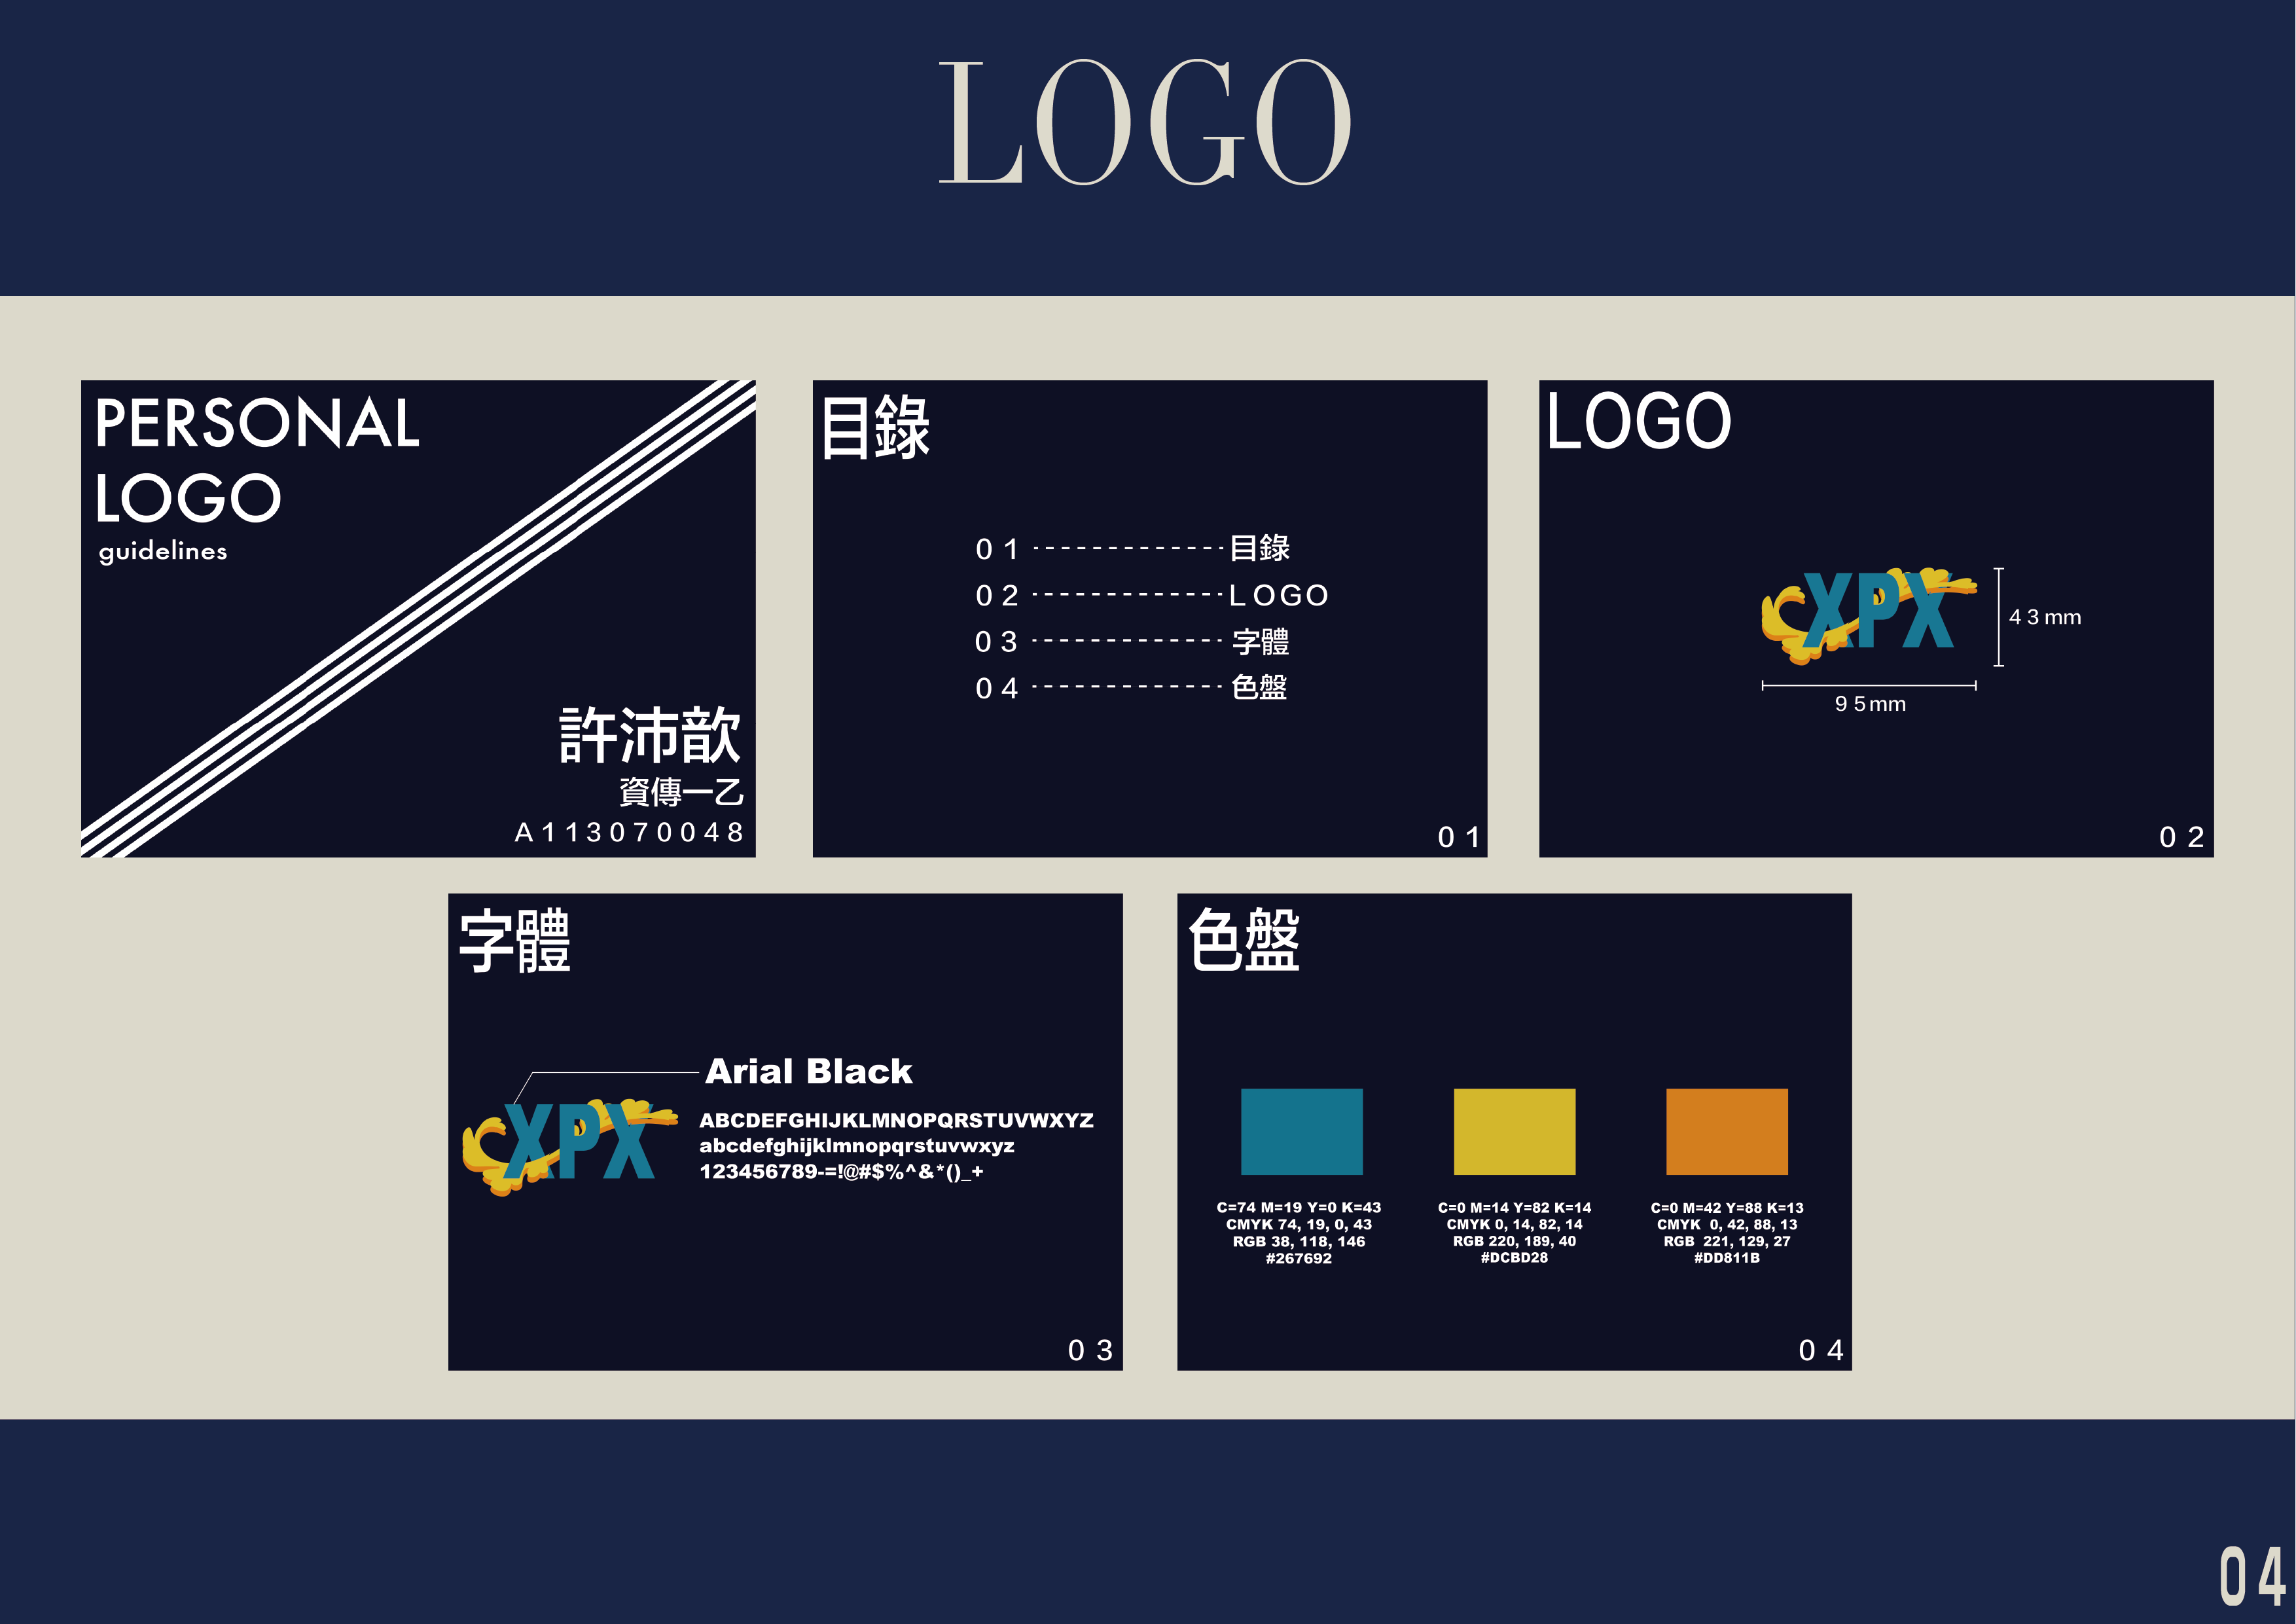 LOGO
PERSONAL
LOGO
guidelines
許沛歆
資傳一乙
A113070048
目錄
01 目錄
02 LOGO
03 字體
04 色盤
01
LOGO
XPX
43mm
95mm
02
字體
Arial Black
XPX
ABCDEFGHIJKLMNOPQRSTUVWXYZ
abcdefghijklmnopqrstuvwxyz
123456789-=!@#$%^&*()_+
03
色盤
C=74 M=19 Y=0 K=43
CMYK 74, 19, 0, 43
RGB 38, 118, 146
#267692
C=0 M=14 Y=82 K=14
CMYK 0, 14, 82, 14
RGB 220, 189, 40
#DCBD28
C=0 M=42 Y=88 K=13
CMYK 0, 42, 88, 13
RGB 221, 129, 27
#DD811B
04
04